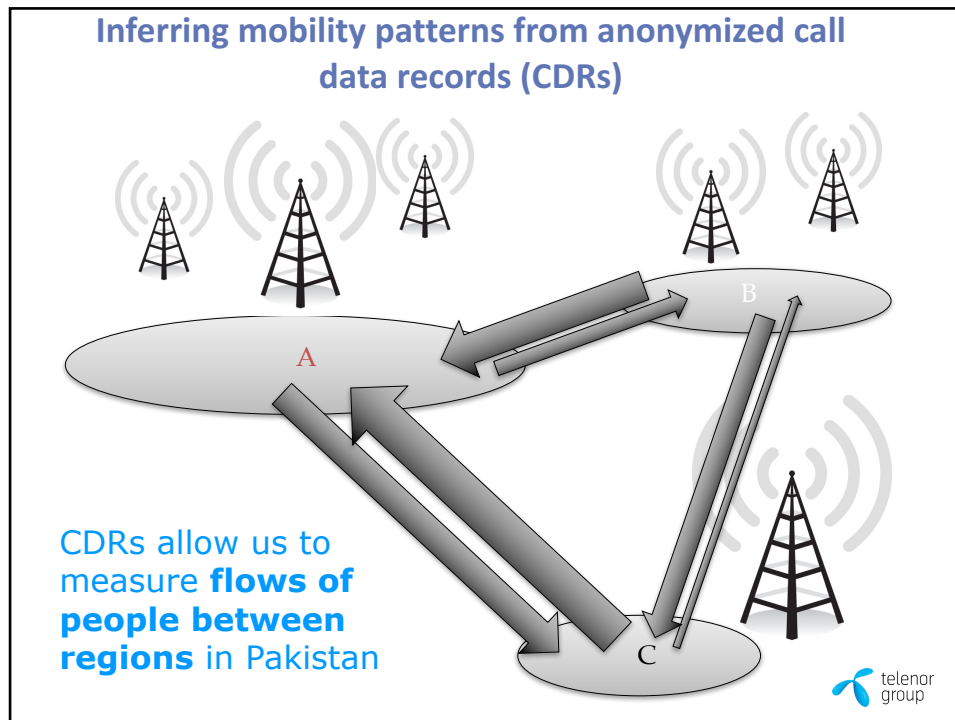 Inferring mobility patterns from anonymized call
data records (CDRs)
B
A
CDRs allow us to
measure flows of
people between
regions in Pakistan
C
telenor
group